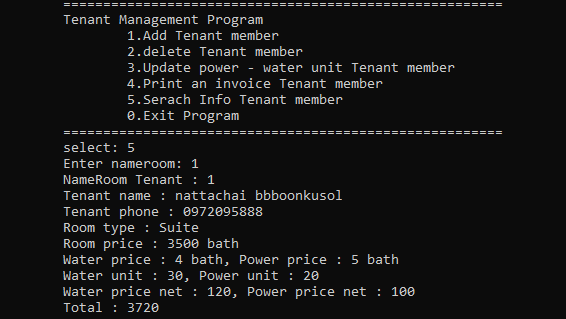 =======================================================
Tenant Management Program
1.Add Tenant member
2.delete Tenant member
3.Update power - water unit Tenant member
4.Print an invoice Tenant member
5.Serach Info Tenant member
0.Exit Program
=======================================================
select: 5
Enter nameroom: 1
NameRoom Tenant : 1
Tenant name : nattachai bbboonkusol
Tenant phone : 0972095888
Room type : Suite
Room price : 3500 bath
Water price : 4 bath, Power price : 5 bath
Water unit : 30, Power unit : 20
Water price net : 120, Power price net : 100
Total : 3720